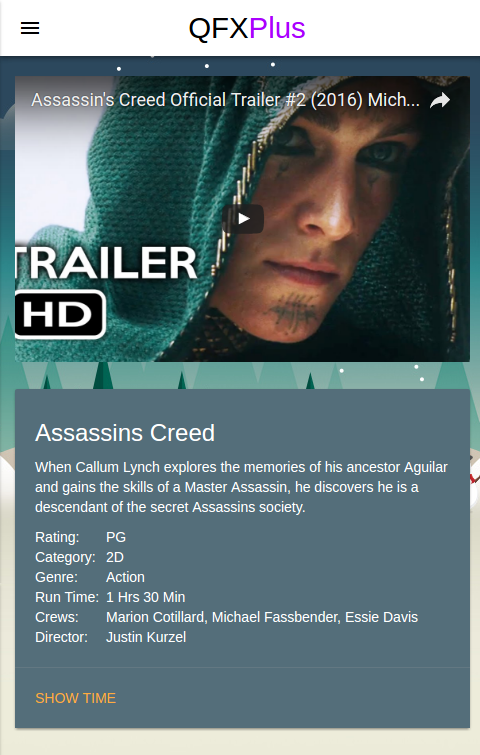 QFXPlus
Assassin's Creed Official Trailer #2 (2016) Mich...
TRAILER
HD
Assassins Creed
When Callum Lynch explores the memories of his ancestor Aguilar
and gains the skills of a Master Assassin, he discovers he is a
descendant of the secret Assassins society.
Rating: PG
Category: 2D
Genre: Action
Run Time: 1 Hrs 30 Min
Crews: Marion Cotillard, Michael Fassbender, Essie Davis
Director: Justin Kurzel
SHOW TIME